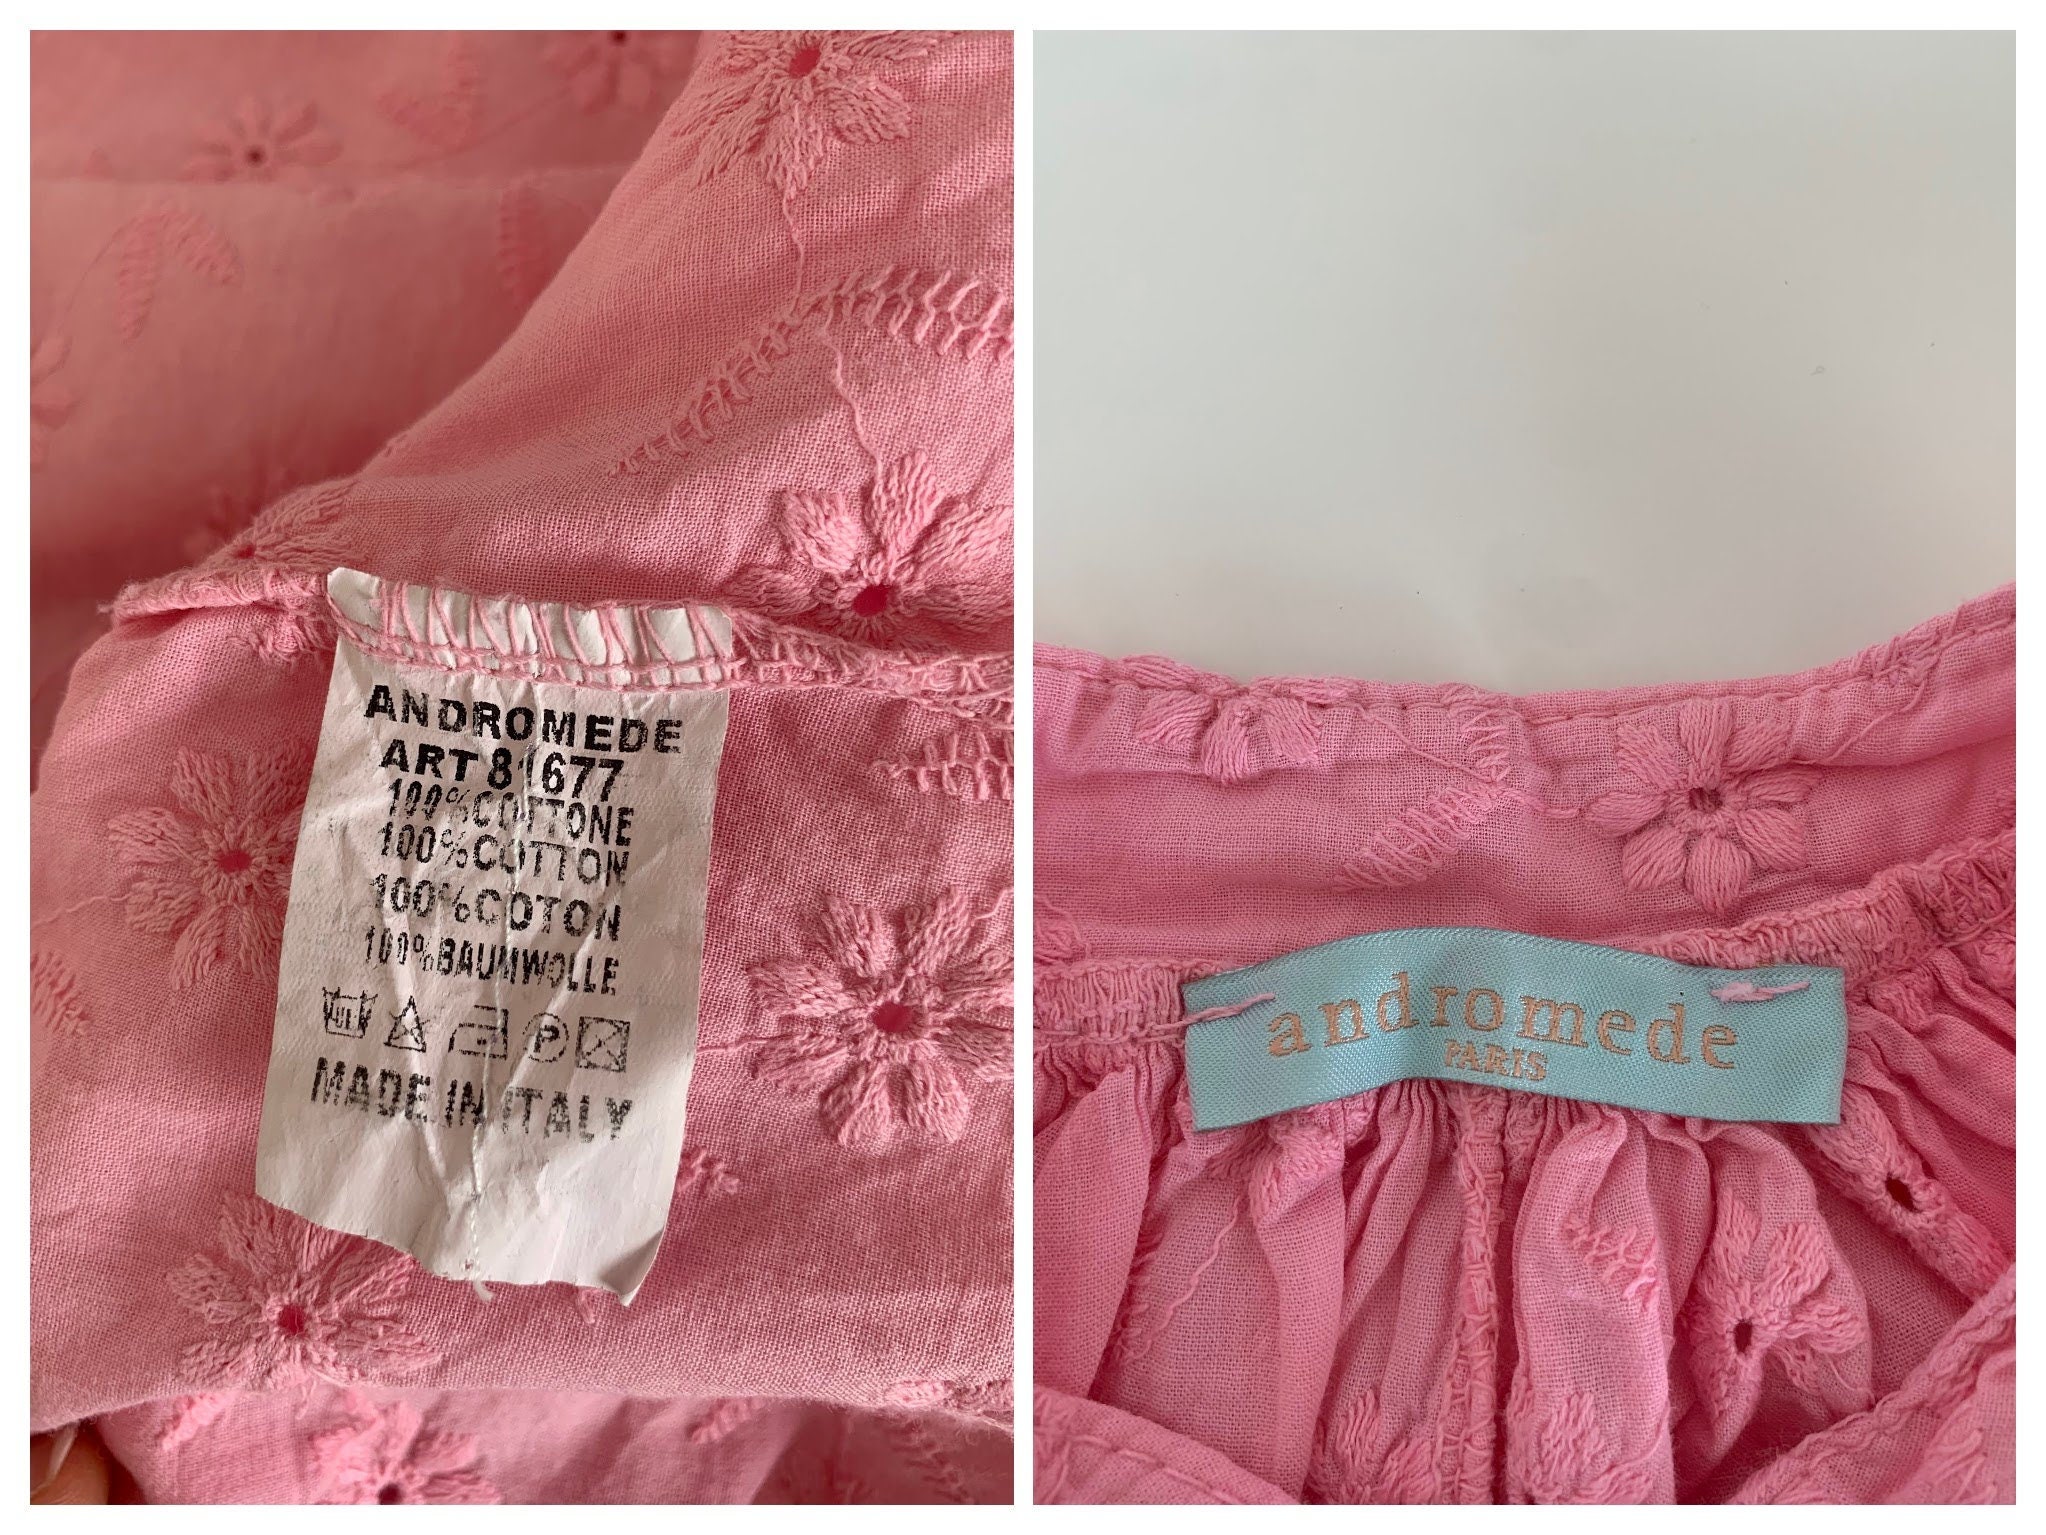 ANDROMEDE
ART 81677
100%COTTONE
100%COTTON
100%COTON
100%BAUMWOLLE
P
MADE IN ITALY
andromede
PARIS